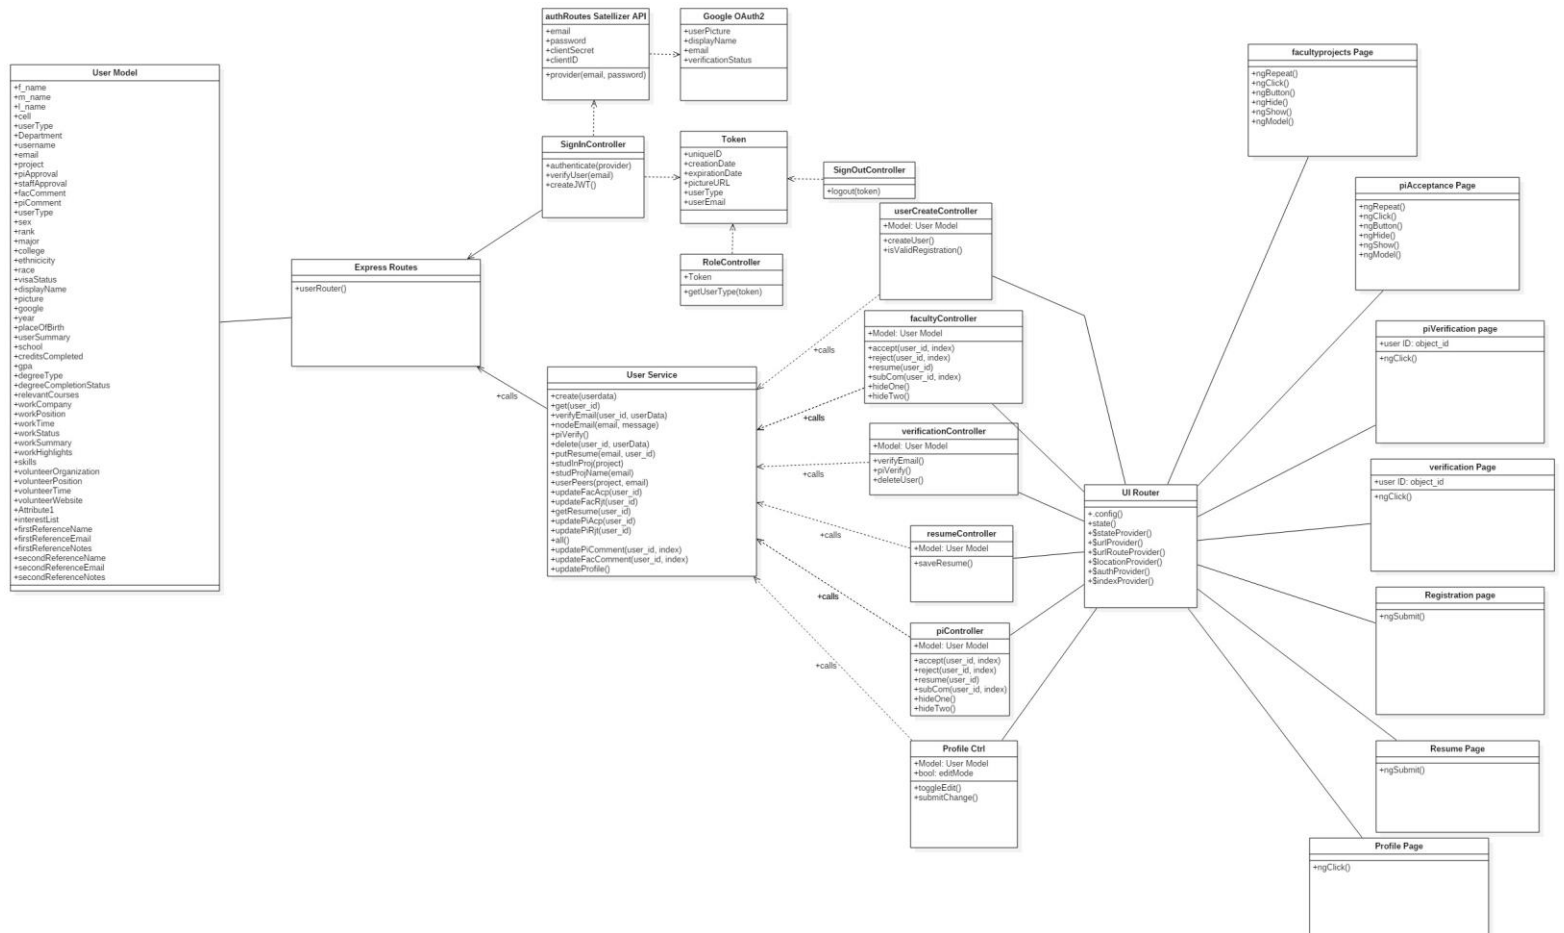 User Model
+f_name
+m_name
+l_name
+cell
+userType
+Department
+username
+email
+project
+piApproval
+staffApproval
+facComment
+piComment
+userType
+sex
+rank
+major
+college
+ethnicicity
+race
+visaStatus
+displayName
+picture
+google
+year
+placeOfBirth
+userSummary
+school
+creditsCompleted
+gpa
+degreeType
+degreeCompletionStatus
+relevantCourses
+workCompany
+workPosition
+workTime
+workStatus
+workSummary
+workHighlights
+skills
+volunteerOrganization
+volunteerPosition
+volunteerTime
+volunteerWebsite
+Attribute1
+interestList
+firstReferenceName
+firstReferenceEmail
+firstReferenceNotes
+secondReferenceName
+secondReferenceEmail
+secondReferenceNotes
Express Routes
+userRouter()
authRoutes Satellizer API
+email
+password
+clientSecret
+clientID
+provider(email, password)
Google OAuth2
+userPicture
+displayName
+email
+verificationStatus
SignInController
+authenticate(provider)
+verifyUser(email)
+createJWT()
Token
+uniqueID
+creationDate
+expirationDate
+pictureURL
+userType
+userEmail
SignOutController
+logout(token)
RoleController
+Token
+getUserType(token)
+calls
User Service
+create(userdata)
+get(user_id)
+verifyEmail(user_id, userData)
+nodeEmail(email, message)
+piVerify()
+delete(user_id, userData)
+putResume(email, user_id)
+studInProj(project)
+studProjName(email)
+userPeers(project, email)
+updateFacAcp(user_id)
+updateFacRjt(user_id)
+getResume(user_id)
+updatePiAcp(user_id)
+updatePiRjt(user_id)
+all()
+updatePiComment(user_id, index)
+updateFacComment(user_id, index)
+updateProfile()
+calls
+calls
+calls
+calls
+calls
+calls
userCreateController
+Model: User Model
+createUser()
+isValidRegistration()
facultyController
+Model: User Model
+accept(user_id, index)
+reject(user_id, index)
+resume(user_id)
+subCom(user_id, index)
+hideOne()
+hideTwo()
verificationController
+Model: User Model
+verifyEmail()
+piVerify()
+deleteUser()
resumeController
+Model: User Model
+saveResume()
piController
+Model: User Model
+accept(user_id, index)
+reject(user_id, index)
+resume(user_id)
+subCom(user_id, index)
+hideOne()
+hideTwo()
Profile Ctrl
+Model: User Model
+bool: editMode
+toggleEdit()
+submitChange()
UI Router
+.config()
+state()
+$stateProvider()
+$urlProvider()
+$urlRouteProvider()
+$locationProvider()
+$authProvider()
+$indexProvider()
facultyprojects Page
+ngRepeat()
+ngClick()
+ngButton()
+ngHide()
+ngShow()
+ngModel()
piAcceptance Page
+ngRepeat()
+ngClick()
+ngButton()
+ngHide()
+ngShow()
+ngModel()
piVerification page
+user ID: object_id
+ngClick()
verification Page
+user ID: object_id
+ngClick()
Registration page
+ngSubmit()
Resume Page
+ngSubmit()
Profile Page
+ngClick()